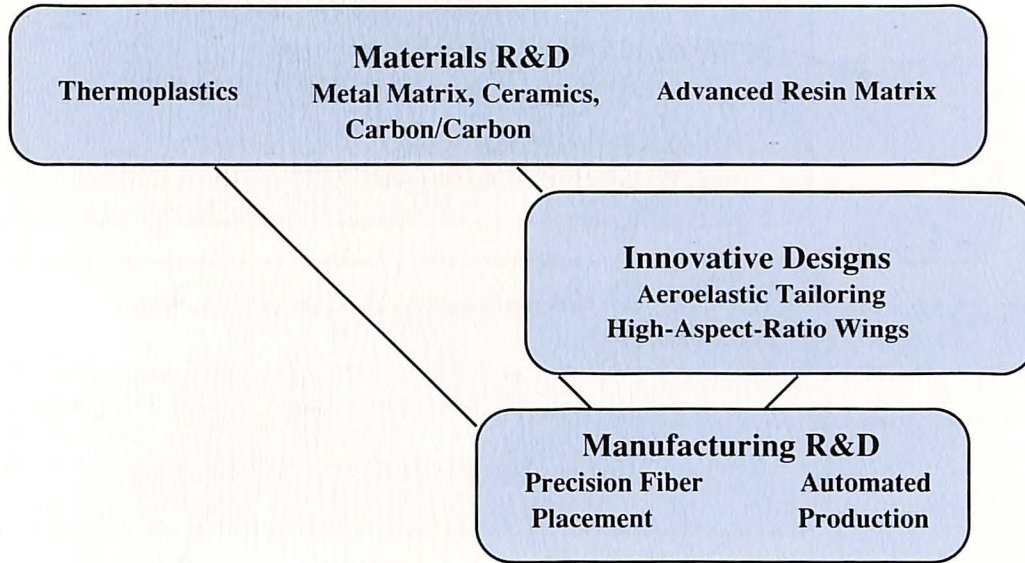 Materials R&D
Thermoplastics
Metal Matrix, Ceramics,
Carbon/Carbon
Advanced Resin Matrix
Innovative Designs
Aeroelastic Tailoring
High-Aspect-Ratio Wings
Manufacturing R&D
Precision Fiber
Placement
Automated
Production